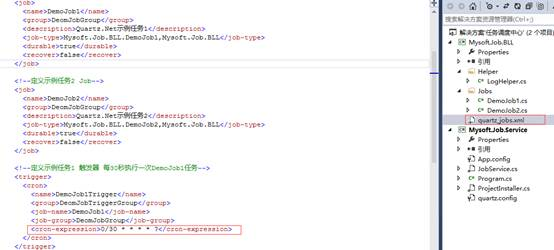 <job>
<name>DemoJob1</name>
<group>DeomJobGroup</group>
<description>Quartz.Net示例任务1</description>
<job-type>Mysoft.Job.BLL.DemoJob1,Mysoft.Job.BLL</job-type>
<durable>true</durable>
<recover>false</recover>
</job>
<!--定义示例任务2 Job-->
<job>
<name>DemoJob2</name>
<group>DeomJobGroup</group>
<description>Quartz.Net示例任务2</description>
<job-type>Mysoft.Job.BLL.DemoJob2,Mysoft.Job.BLL</job-type>
<durable>true</durable>
<recover>false</recover>
</job>
<!--定义示例任务1 触发器 每30秒执行一次DemoJob1任务-->
<trigger>
<cron>
<name>DemoJob1Trigger</name>
<group>DeomJobTriggerGroup</group>
<job-name>DemoJob1</job-name>
<job-group>DeomJobGroup</job-group>
<cron-expression>0/30 * * * * ?</cron-expression>
</cron>
</trigger>
搜索解决方案资源管理器(Ctrl+;)
解决方案"任务调度中心" (2 个项目)
Mysoft.Job.BLL
Properties
引用
Helper
LogHelper.cs
Jobs
DemoJob1.cs
DemoJob2.cs
quartz_jobs.xml
Mysoft.Job.Service
Properties
引用
App.config
JobService.cs
Program.cs
ProjectInstaller.cs
quartz.config